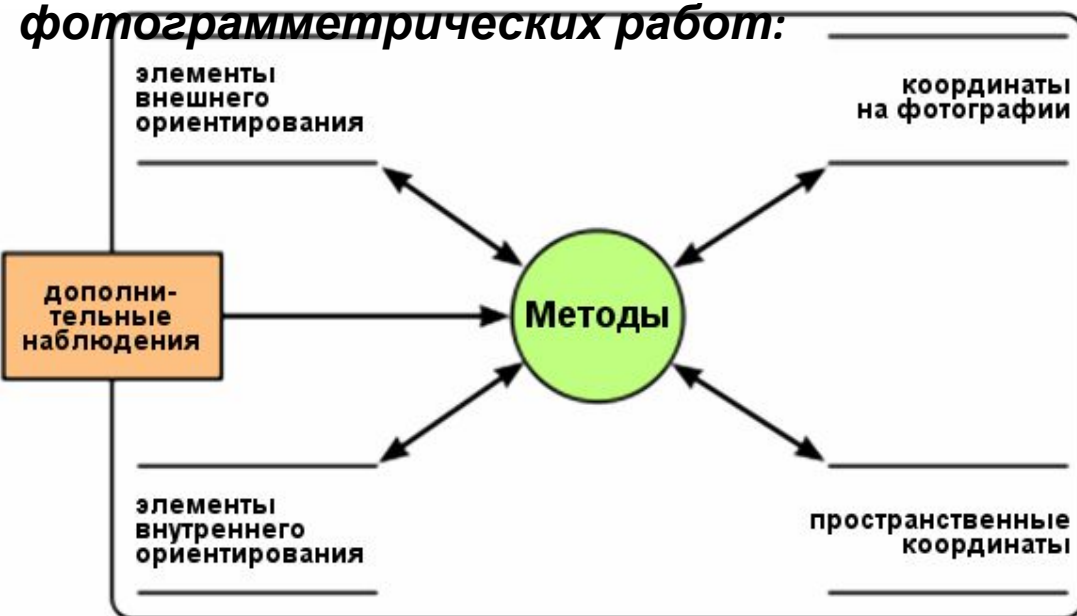 фотограмметрических работ:
элементы
внешнего
ориентирования
координаты
на фотографии
дополни-
тельные
наблюдения
Методы
элементы
внутреннего
ориентирования
пространственные
координаты